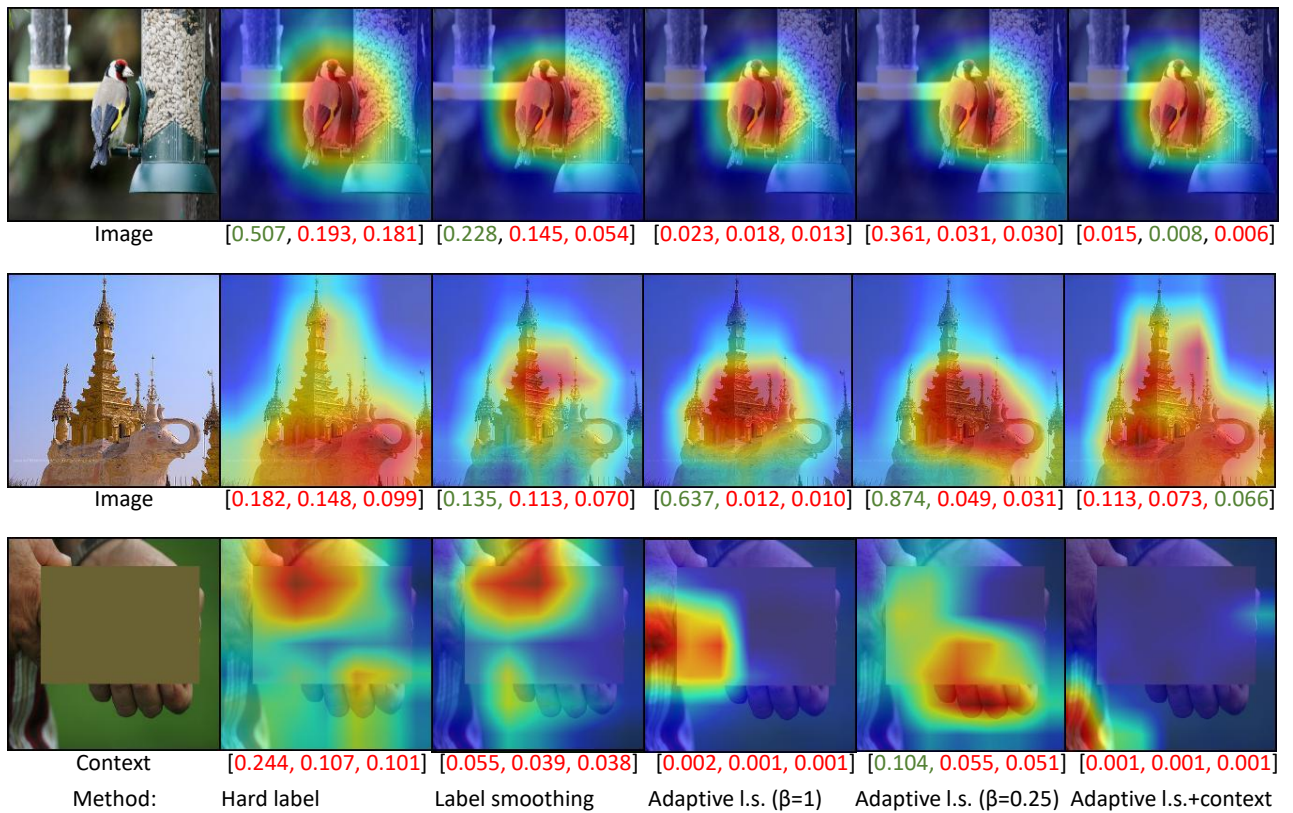 Image [0.507, 0.193, 0.181] [0.228, 0.145, 0.054] [0.023, 0.018, 0.013] [0.361, 0.031, 0.030] [0.015, 0.008, 0.006]
Image [0.182, 0.148, 0.099] [0.135, 0.113, 0.070] [0.637, 0.012, 0.010] [0.874, 0.049, 0.031] [0.113, 0.073, 0.066]
Context [0.244, 0.107, 0.101] [0.055, 0.039, 0.038] [0.002, 0.001, 0.001] [0.104, 0.055, 0.051] [0.001, 0.001, 0.001]
Method: Hard label Label smoothing Adaptive l.s. (β=1) Adaptive l.s. (β=0.25) Adaptive l.s.+context